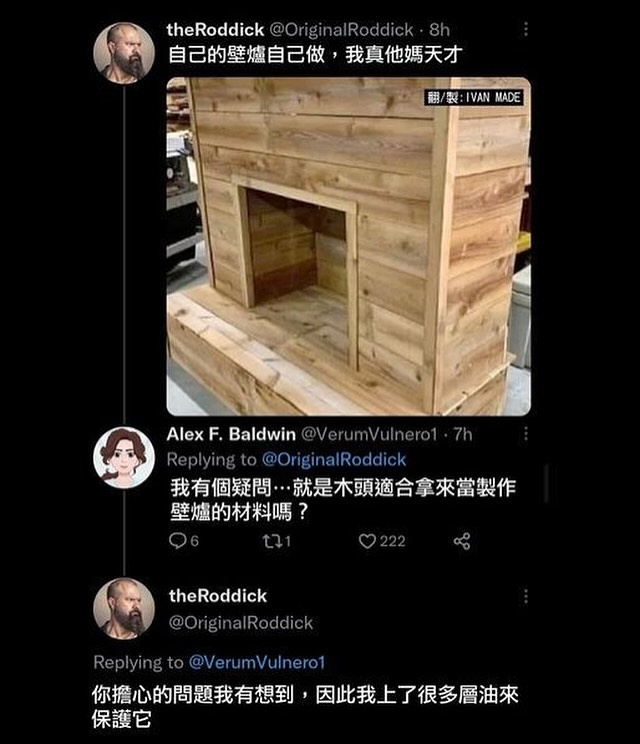 theRoddick @OriginalRoddick · 8h
自己的壁爐自己做，我真他媽天才
翻/製:IVAN MADE
Alex F. Baldwin @VerumVulnero1 · 7h
Replying to @OriginalRoddick
我有個疑問⋯就是木頭適合拿來當製作
壁爐的材料嗎？
6 1 222
theRoddick
@OriginalRoddick
Replying to @VerumVulnero1
你擔心的問題我有想到，因此我上了很多層油來
保護它